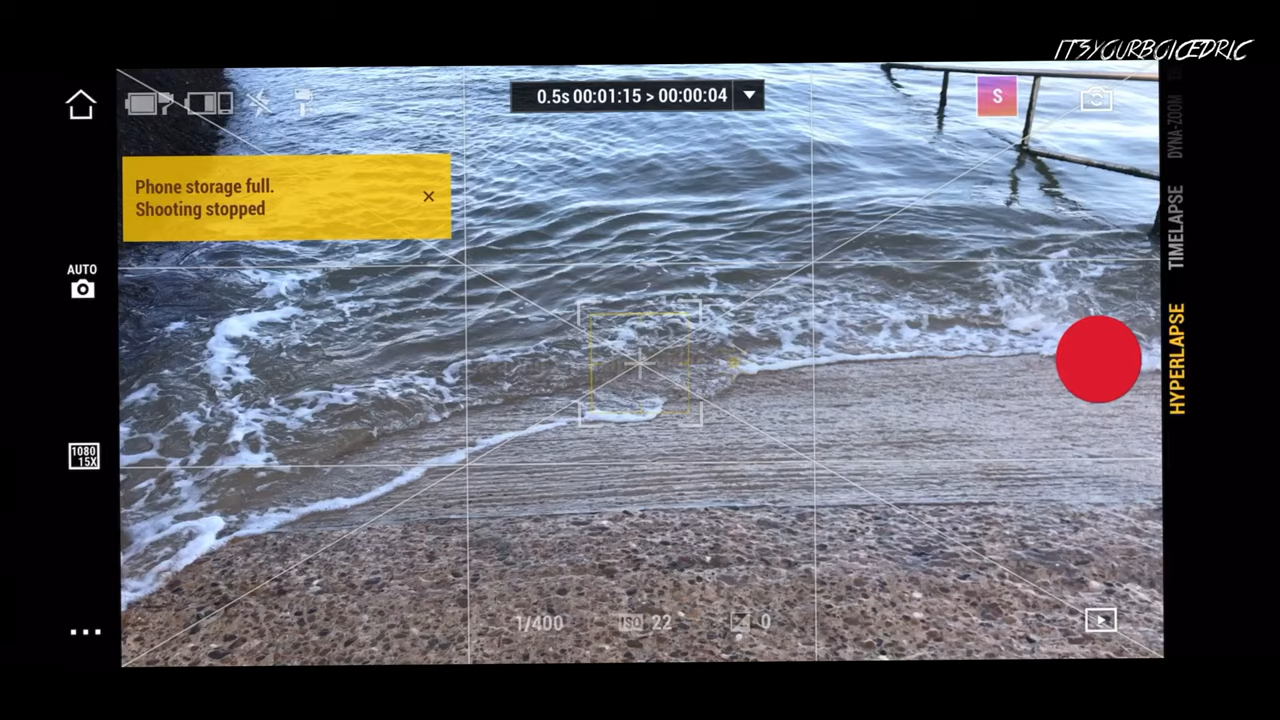 ITSYOURBOICEDRIC
0.5s 00:01:15 > 00:00:04
S
DYNA-ZOOM
Phone storage full.
Shooting stopped
×
TIMELAPSE
AUTO
HYPERLAPSE
1080
15X
1/400
ISO 22
0